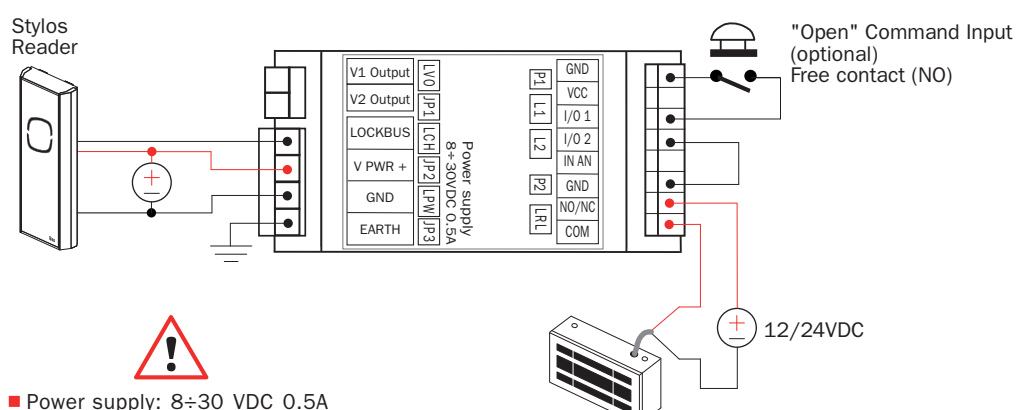 Stylos
Reader
"Open" Command Input
(optional)
Free contact (NO)
V1 Output
V2 Output
LOCKBUS
V PWR +
GND
EARTH
LVO
JP1
LCH
JP2
LPW
JP3
Power supply
8÷30VDC 0.5A
P1
L1
L2
P2
LRL
GND
VCC
I/O 1
I/O 2
IN AN
GND
NO/NC
COM
12/24VDC
Power supply: 8÷30 VDC 0.5A